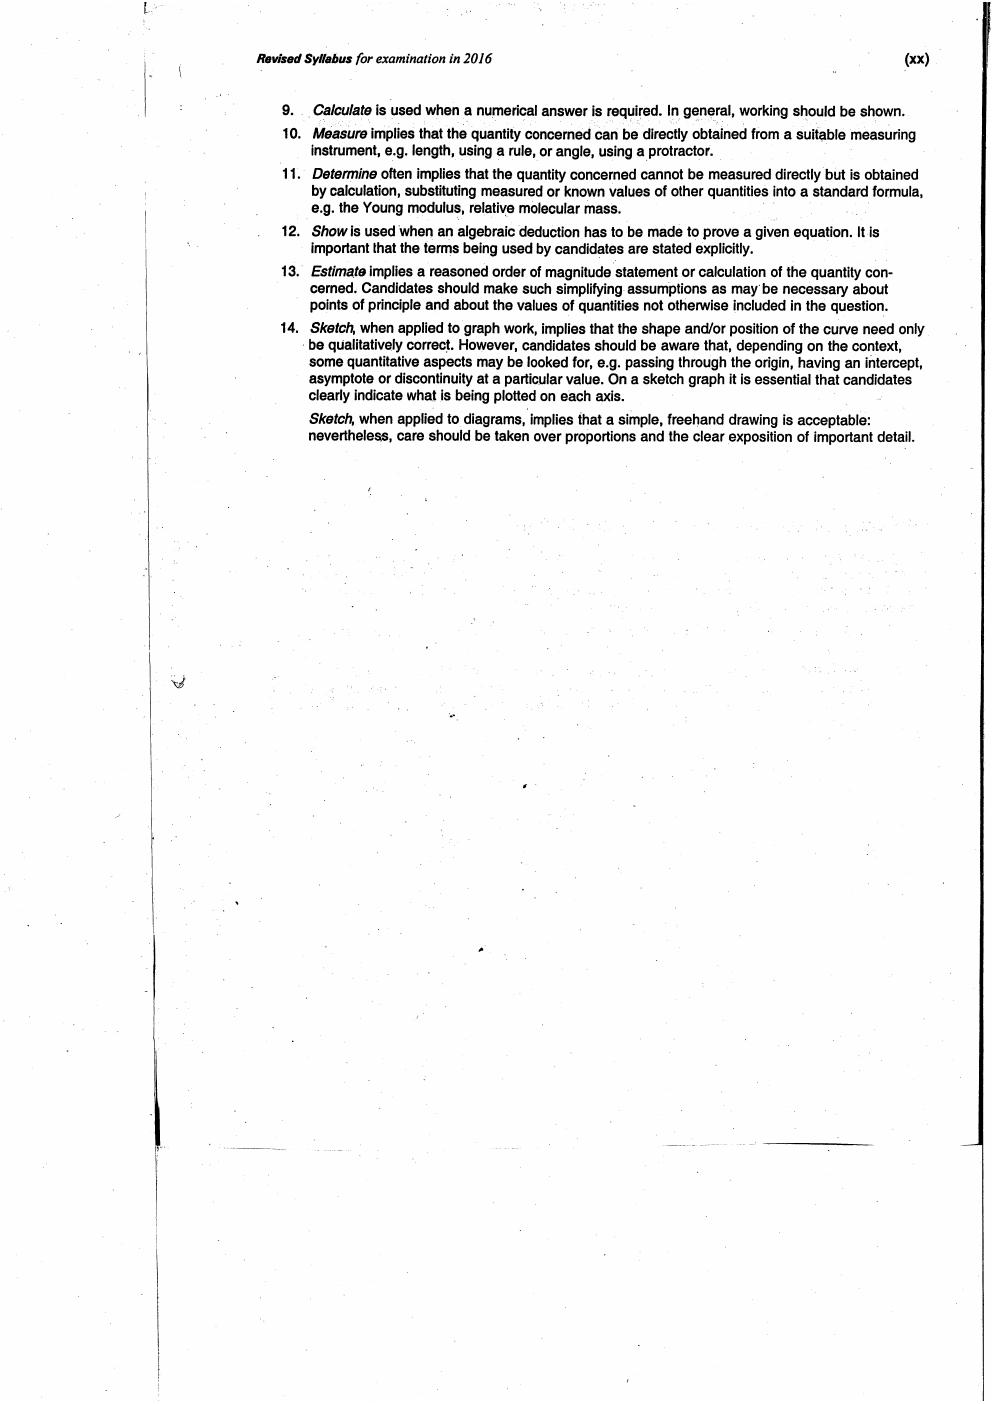 Revised Syllabus for examination in 2016 (xx)
9. Calculate is used when a numerical answer is required. In general, working should be shown.
10. Measure implies that the quantity concerned can be directly obtained from a suitable measuring
instrument, e.g. length, using a rule, or angle, using a protractor.
11. Determine often implies that the quantity concerned cannot be measured directly but is obtained
by calculation, substituting measured or known values of other quantities into a standard formula,
e.g. the Young modulus, relative molecular mass.
12. Show is used when an algebraic deduction has to be made to prove a given equation. It is
important that the terms being used by candidates are stated explicitly.
13. Estimate implies a reasoned order of magnitude statement or calculation of the quantity con-
cerned. Candidates should make such simplifying assumptions as may be necessary about
points of principle and about the values of quantities not otherwise included in the question.
14. Sketch, when applied to graph work, implies that the shape and/or position of the curve need only
be qualitatively correct. However, candidates should be aware that, depending on the context,
some quantitative aspects may be looked for, e.g. passing through the origin, having an intercept,
asymptote or discontinuity at a particular value. On a sketch graph it is essential that candidates
clearly indicate what is being plotted on each axis.
Sketch, when applied to diagrams, implies that a simple, freehand drawing is acceptable:
nevertheless, care should be taken over proportions and the clear exposition of important detail.